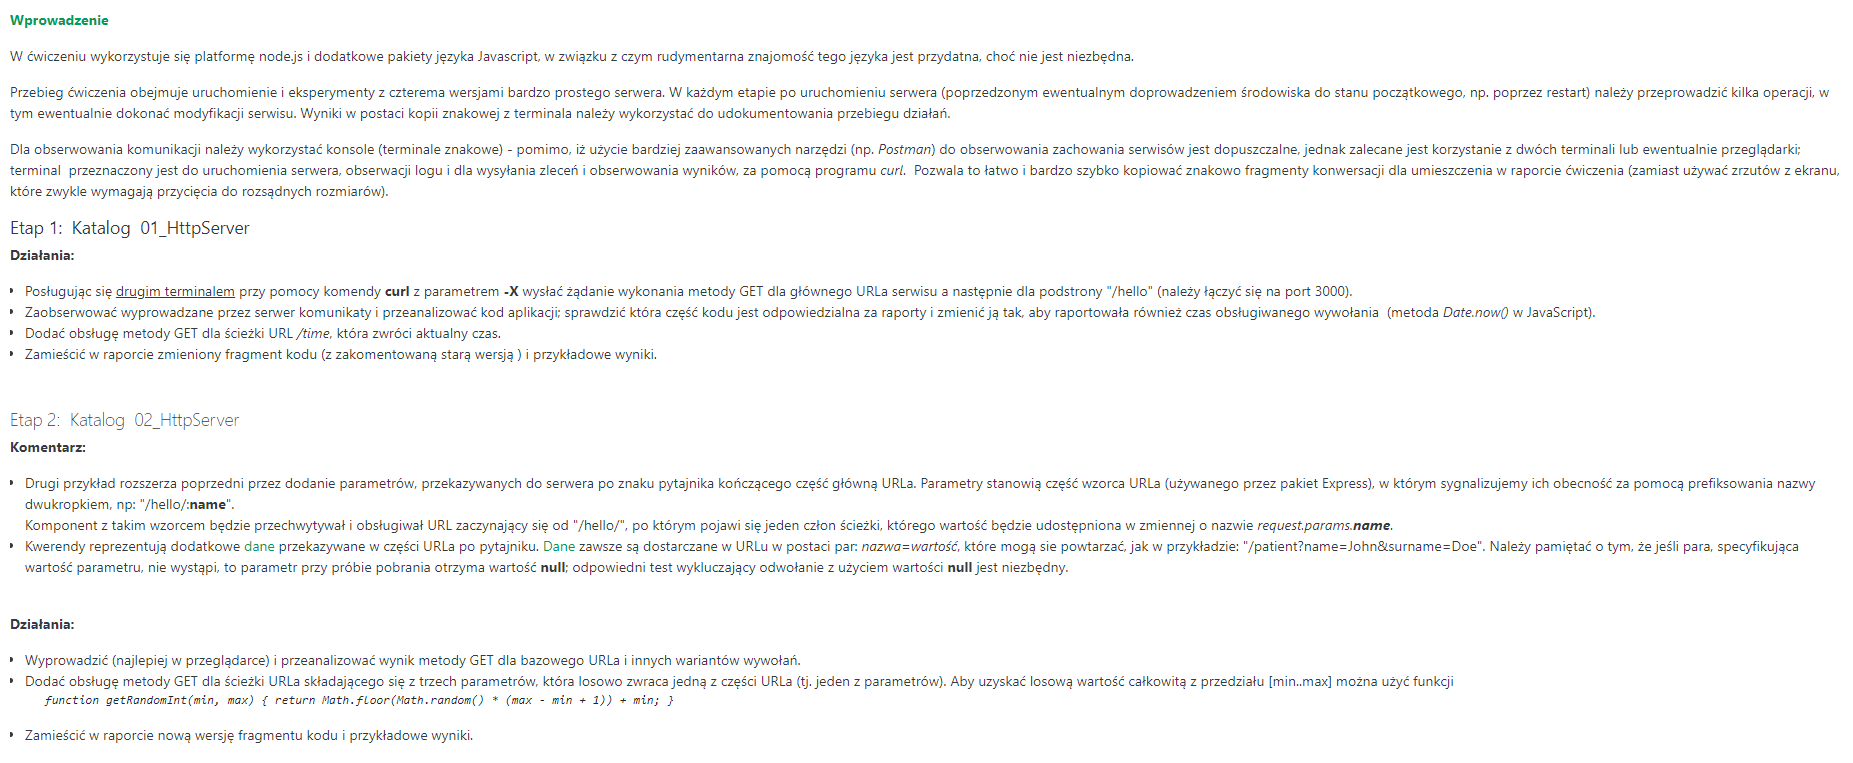 Wprowadzenie
W ćwiczeniu wykorzystuje się platformę node.js i dodatkowe pakiety języka Javascript, w związku z czym rudymentarna znajomość tego języka jest przydatna, choć nie jest niezbędna.
Przebieg ćwiczenia obejmuje uruchomienie i eksperymenty z czterema wersjami bardzo prostego serwera. W każdym etapie po uruchomieniu serwera (poprzedzonym ewentualnym doprowadzeniem środowiska do stanu początkowego, np. poprzez restart) należy przeprowadzić kilka operacji, w
tym ewentualnie dokonać modyfikacji serwisu. Wyniki w postaci kopii znakowej z terminala należy wykorzystać do udokumentowania przebiegu działań.
Dla obserwowania komunikacji należy wykorzystać konsole (terminale znakowe) - pomimo, iż użycie bardziej zaawansowanych narzędzi (np. Postman) do obserwowania zachowania serwisów jest dopuszczalne, jednak zalecane jest korzystanie z dwóch terminali lub ewentualnie przeglądarki;
terminal  przeznaczony jest do uruchomienia serwera, obserwacji logu i dla wysyłania zleceń i obserwowania wyników, za pomocą programu curl.  Pozwala to łatwo i bardzo szybko kopiować znakowo fragmenty konwersacji dla umieszczenia w raporcie ćwiczenia (zamiast używać zrzutów z ekranu,
które zwykle wymagają przycięcia do rozsądnych rozmiarów).
Etap 1:  Katalog  01_HttpServer
Działania:
Posługując się drugim terminalem przy pomocy komendy curl z parametrem -X wysłać żądanie wykonania metody GET dla głównego URLa serwisu a następnie dla podstrony "/hello" (należy łączyć się na port 3000).
Zaobserwować wyprowadzane przez serwer komunikaty i przeanalizować kod aplikacji; sprawdzić która część kodu jest odpowiedzialna za raporty i zmienić ją tak, aby raportowała również czas obsługiwanego wywołania  (metoda Date.now() w JavaScript).
Dodać obsługę metody GET dla ścieżki URL /time, która zwróci aktualny czas.
Zamieścić w raporcie zmieniony fragment kodu (z zakomentowaną starą wersją ) i przykładowe wyniki.
Etap 2:  Katalog  02_HttpServer
Komentarz:
Drugi przykład rozszerza poprzedni przez dodanie parametrów, przekazywanych do serwera po znaku pytajnika kończącego część główną URLa. Parametry stanowią część wzorca URLa (używanego przez pakiet Express), w którym sygnalizujemy ich obecność za pomocą prefiksowania nazwy
dwukropkiem, np: "/hello/:name".
Komponent z takim wzorcem będzie przechwytywał i obsługiwał URL zaczynający się od "/hello/", po którym pojawi się jeden człon ścieżki, którego wartość będzie udostępniona w zmiennej o nazwie request.params.name.
Kwerendy reprezentują dodatkowe dane przekazywane w części URLa po pytajniku. Dane zawsze są dostarczane w URLu w postaci par: nazwa=wartość, które mogą sie powtarzać, jak w przykładzie: "/patient?name=John&surname=Doe". Należy pamiętać o tym, że jeśli para, specyfikująca
wartość parametru, nie wystąpi, to parametr przy próbie pobrania otrzyma wartość null; odpowiedni test wykluczający odwołanie z użyciem wartości null jest niezbędny.
Działania:
Wyprowadzić (najlepiej w przeglądarce) i przeanalizować wynik metody GET dla bazowego URLa i innych wariantów wywołań.
Dodać obsługę metody GET dla ścieżki URLa składającego się z trzech parametrów, która losowo zwraca jedną z części URLa (tj. jeden z parametrów). Aby uzyskać losową wartość całkowitą z przedziału [min..max] można użyć funkcji
function getRandomInt(min, max) { return Math.floor(Math.random() * (max - min + 1)) + min; }
Zamieścić w raporcie nową wersję fragmentu kodu i przykładowe wyniki.